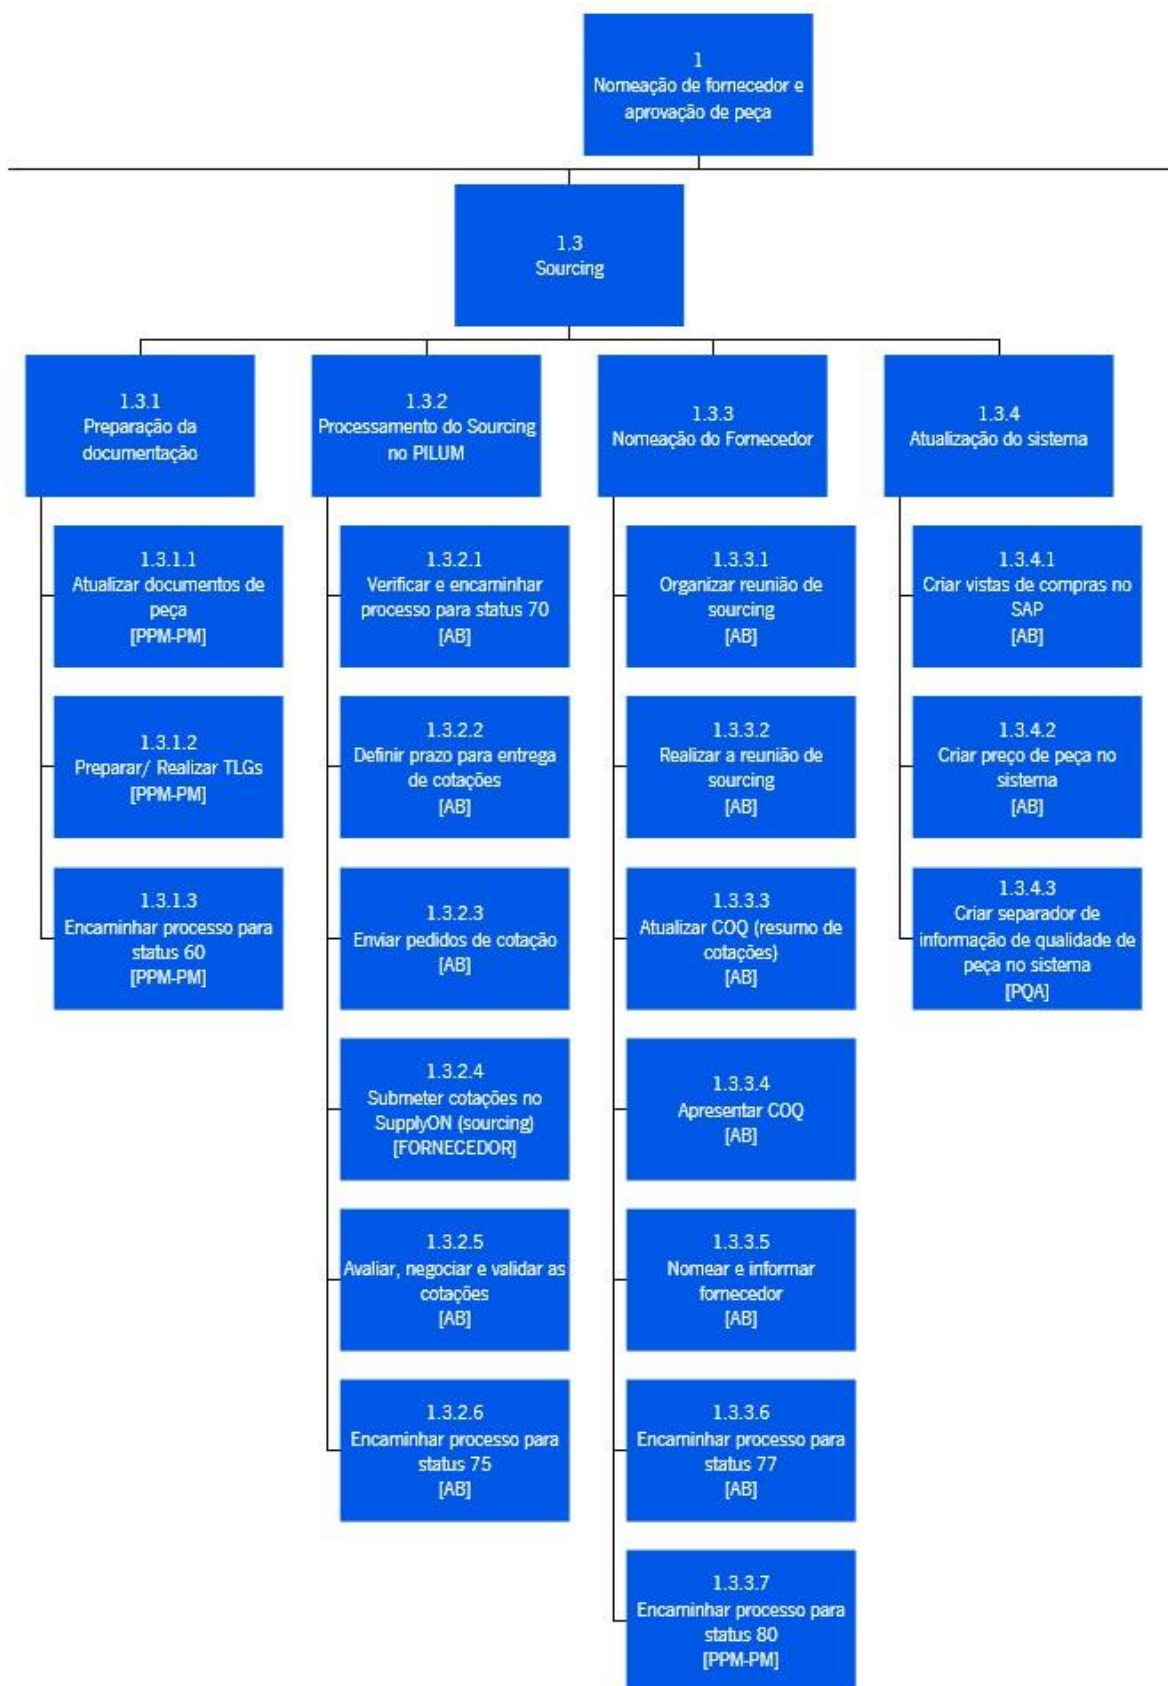 1
Nomeação de fornecedor e
aprovação de peça
1.3
Sourcing
1.3.1
Preparação da
documentação
1.3.2
Processamento do Sourcing
no PILUM
1.3.3
Nomeação do Fornecedor
1.3.4
Atualização do sistema
1.3.1.1
Atualizar documentos de
peça
[PPM-PM]
1.3.2.1
Verificar e encaminhar
processo para status 70
[AB]
1.3.3.1
Organizar reunião de
sourcing
[AB]
1.3.4.1
Criar vistas de compras no
SAP
[AB]
1.3.1.2
Preparar/ Realizar TLGs
[PPM-PM]
1.3.2.2
Definir prazo para entrega
de cotações
[AB]
1.3.3.2
Realizar a reunião de
sourcing
[AB]
1.3.4.2
Criar preço de peça no
sistema
[AB]
1.3.1.3
Encaminhar processo para
status 60
[PPM-PM]
1.3.2.3
Enviar pedidos de cotação
[AB]
1.3.3.3
Atualizar COQ (resumo de
cotações)
[AB]
1.3.4.3
Criar separador de
informação de qualidade de
peça no sistema
[PQA]
1.3.2.4
Submeter cotações no
SupplyON (sourcing)
[FORNECEDOR]
1.3.3.4
Apresentar COQ
[AB]
1.3.2.5
Avaliar, negociar e validar as
cotações
[AB]
1.3.3.5
Nomear e informar
fornecedor
[AB]
1.3.2.6
Encaminhar processo para
status 75
[AB]
1.3.3.6
Encaminhar processo para
status 77
[AB]
1.3.3.7
Encaminhar processo para
status 80
[PPM-PM]